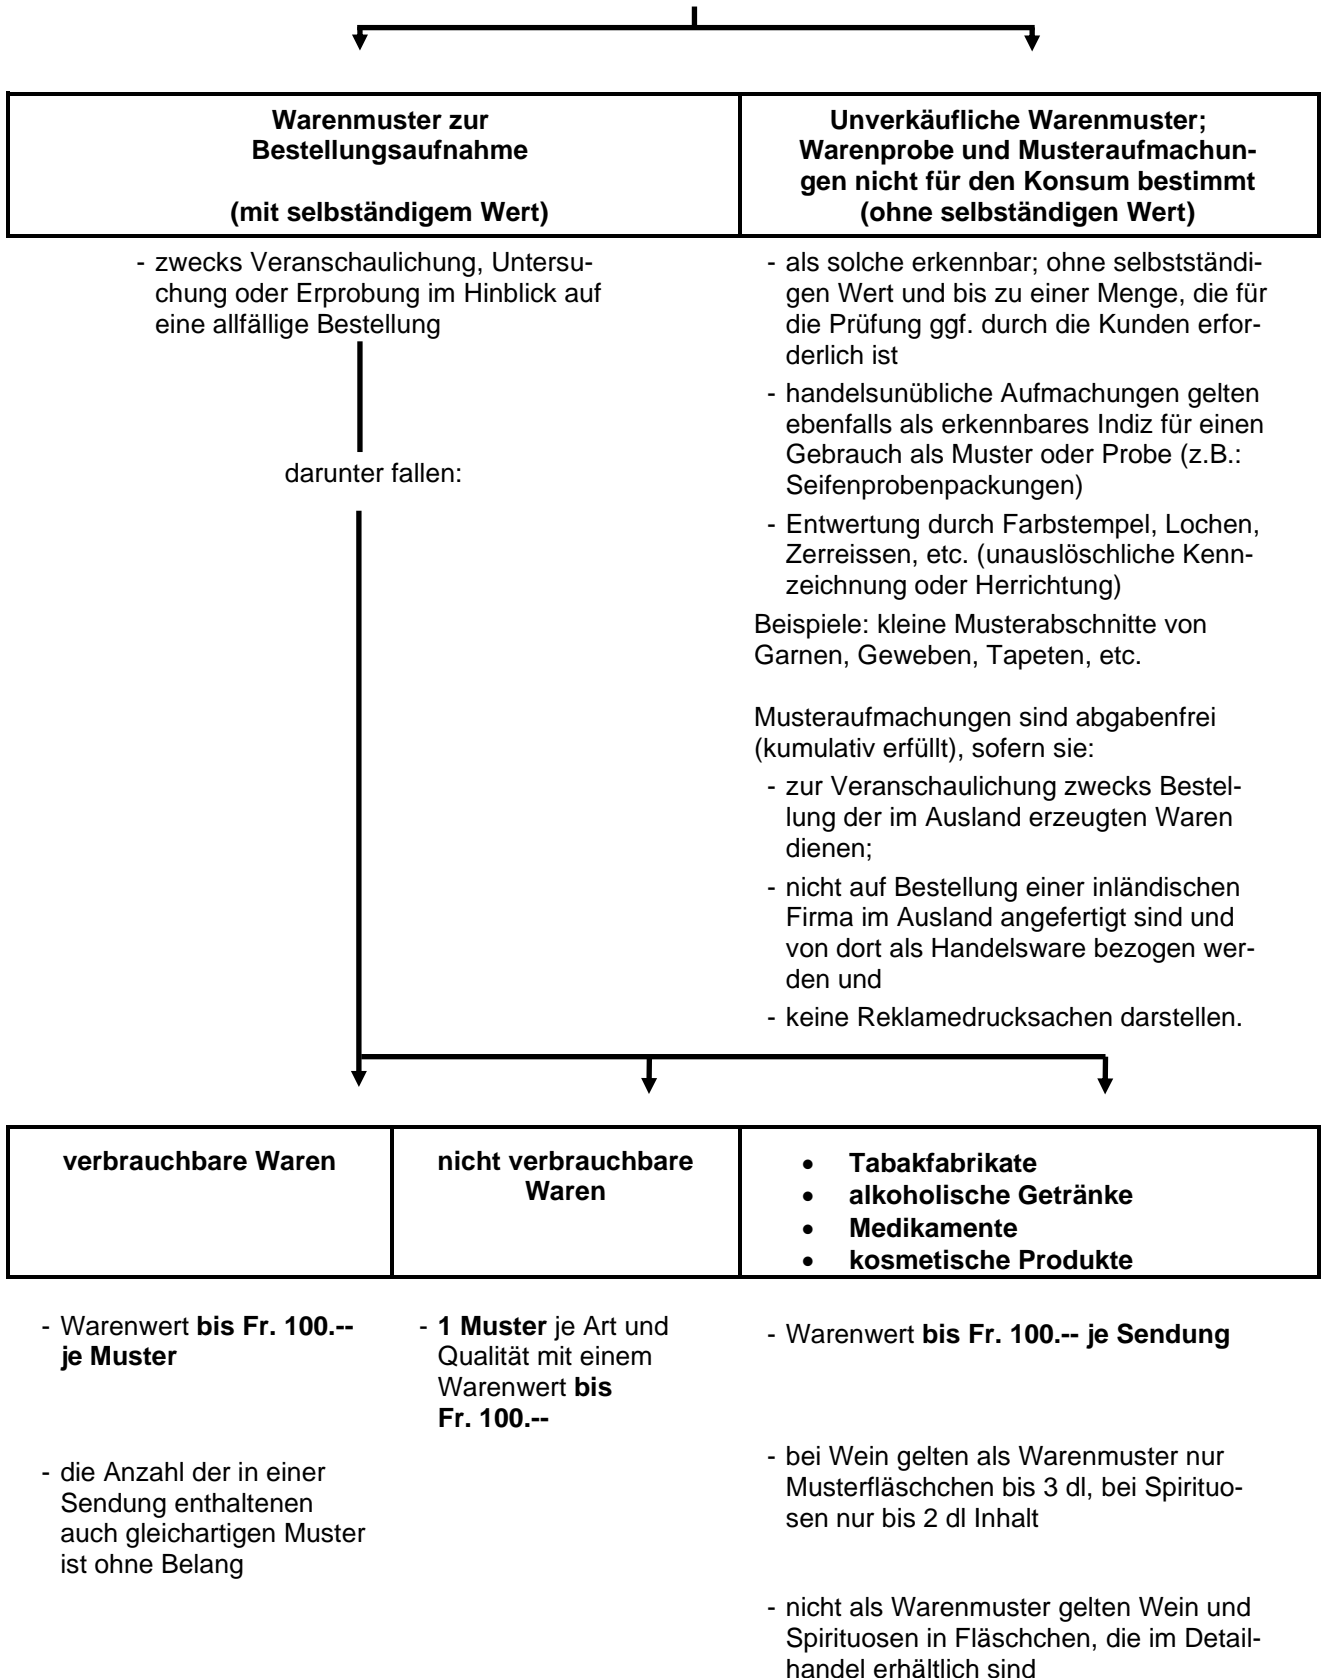 Warenmuster zur
Bestellungsaufnahme
(mit selbständigem Wert)
Unverkäufliche Warenmuster;
Warenprobe und Musteraufmachun-
gen nicht für den Konsum bestimmt
(ohne selbständigen Wert)
- zwecks Veranschaulichung, Untersu-
chung oder Erprobung im Hinblick auf
eine allfällige Bestellung
darunter fallen:
- als solche erkennbar; ohne selbstständi-
gen Wert und bis zu einer Menge, die für
die Prüfung ggf. durch die Kunden erfor-
derlich ist
- handelsunübliche Aufmachungen gelten
ebenfalls als erkennbares Indiz für einen
Gebrauch als Muster oder Probe (z.B.:
Seifenprobenpackungen)
- Entwertung durch Farbstempel, Lochen,
Zerreissen, etc. (unauslöschliche Kenn-
zeichnung oder Herrichtung)
Beispiele: kleine Musterabschnitte von
Garnen, Geweben, Tapeten, etc.
Musteraufmachungen sind abgabenfrei
(kumulativ erfüllt), sofern sie:
- zur Veranschaulichung zwecks Bestel-
lung der im Ausland erzeugten Waren
dienen;
- nicht auf Bestellung einer inländischen
Firma im Ausland angefertigt sind und
von dort als Handelsware bezogen wer-
den und
- keine Reklamedrucksachen darstellen.
verbrauchbare Waren
nicht verbrauchbare
Waren
• Tabakfabrikate
• alkoholische Getränke
• Medikamente
• kosmetische Produkte
- Warenwert bis Fr. 100.--
je Muster
- die Anzahl der in einer
Sendung enthaltenen
auch gleichartigen Muster
ist ohne Belang
- 1 Muster je Art und
Qualität mit einem
Warenwert bis
Fr. 100.--
- Warenwert bis Fr. 100.-- je Sendung
- bei Wein gelten als Warenmuster nur
Musterfläschchen bis 3 dl, bei Spirituo-
sen nur bis 2 dl Inhalt
- nicht als Warenmuster gelten Wein und
Spirituosen in Fläschchen, die im Detail-
handel erhältlich sind